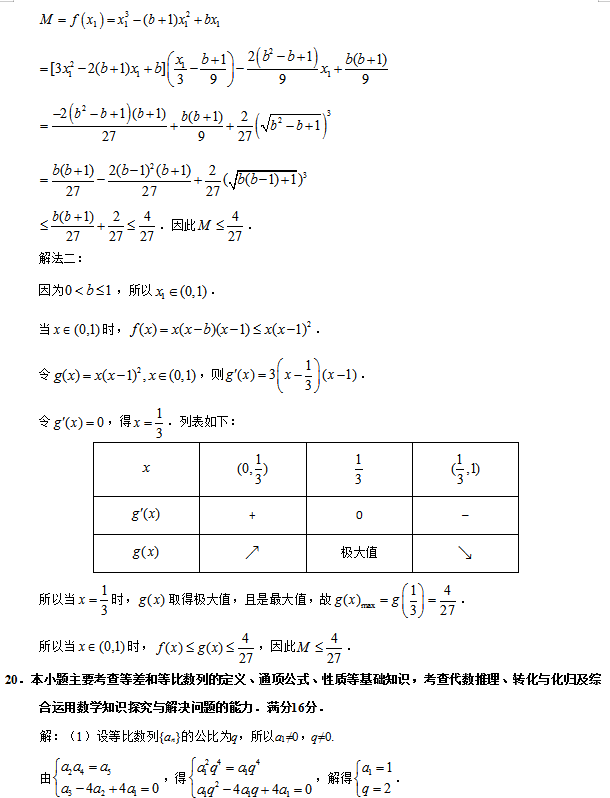 M = f(x₁) = x₁³ − (b+1)x₁² + bx₁
= [3x₁² − 2(b+1)x₁ + b](x₁/3 − (b+1)/9) − 2(b²−b+1)/9 x₁ + b(b+1)/9
= −2(b²−b+1)(b+1)/27 + b(b+1)/9 + 2/27(√(b²−b+1))³
= b(b+1)/27 − 2(b−1)²(b+1)/27 + 2/27(√(b(b−1)+1))³
≤ b(b+1)/27 + 2/27 ≤ 4/27．因此M ≤ 4/27．
解法二：
因为0 < b ≤ 1，所以x₁ ∈ (0,1)．
当x ∈ (0,1)时，f(x) = x(x−b)(x−1) ≤ x(x−1)²．
令g(x) = x(x−1)², x ∈ (0,1)，则g′(x) = 3(x − 1/3)(x−1)．
令g′(x) = 0，得x = 1/3．列表如下：
x (0, 1/3) 1/3 (1/3, 1)
g′(x) + 0 –
g(x) ↗ 极大值 ↘
所以当x = 1/3时，g(x)取得极大值，且是最大值，故g(x)max = g(1/3) = 4/27．
所以当x ∈ (0,1)时，f(x) ≤ g(x) ≤ 4/27，因此M ≤ 4/27．
20．本小题主要考查等差和等比数列的定义、通项公式、性质等基础知识，考查代数推理、转化与化归及综
合运用数学知识探究与解决问题的能力．满分16分．
解：（1）设等比数列{aₙ}的公比为q，所以a₁≠0，q≠0.
由{a₂a₄ = a₅, a₃ − 4a₂ + 4a₁ = 0，得{a₁²q⁴ = a₁q⁴, a₁q² − 4a₁q + 4a₁ = 0，解得{a₁ = 1, q = 2．